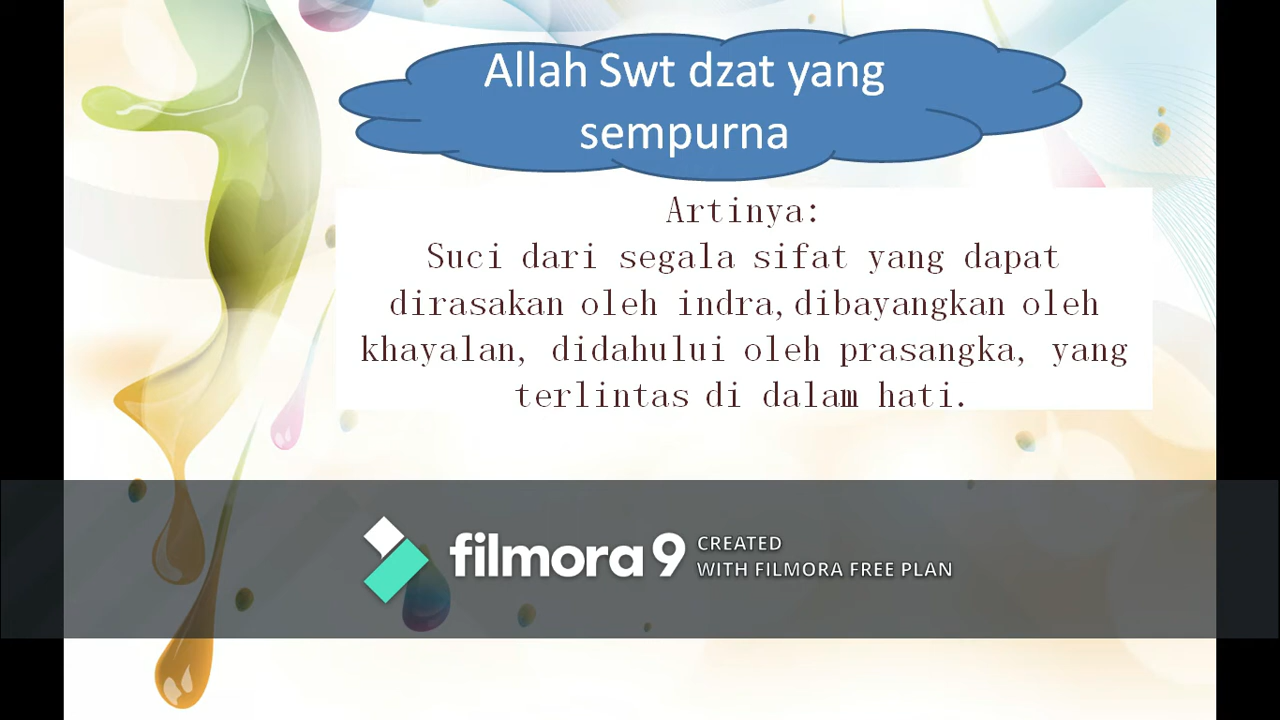 Allah Swt dzat yang
sempurna
Artinya:
Suci dari segala sifat yang dapat
dirasakan oleh indra,dibayangkan oleh
khayalan, didahului oleh prasangka, yang
terlintas di dalam hati.
filmora9
CREATED
WITH FILMORA FREE PLAN